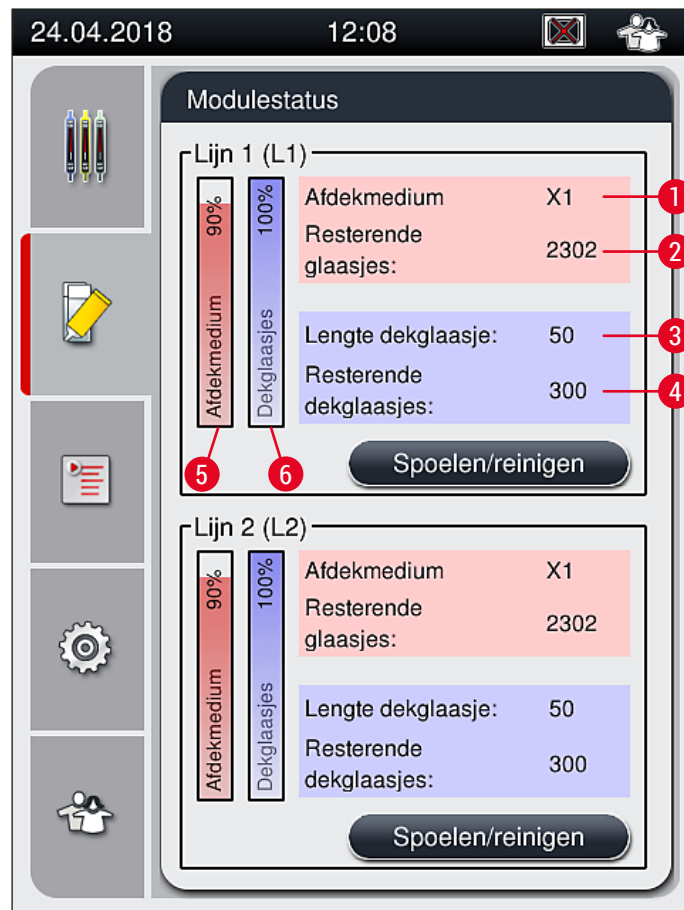 24.04.2018 12:08
Modulestatus
Lijn 1 (L1)
90%
Afdekmedium
100%
Dekglaasjes
Afdekmedium X1
Resterende
glaasjes: 2302
Lengte dekglaasje: 50
Resterende
dekglaasjes: 300
1
2
3
4
5
6
Spoelen/reinigen
Lijn 2 (L2)
90%
Afdekmedium
100%
Dekglaasjes
Afdekmedium X1
Resterende
glaasjes: 2302
Lengte dekglaasje: 50
Resterende
dekglaasjes: 300
Spoelen/reinigen